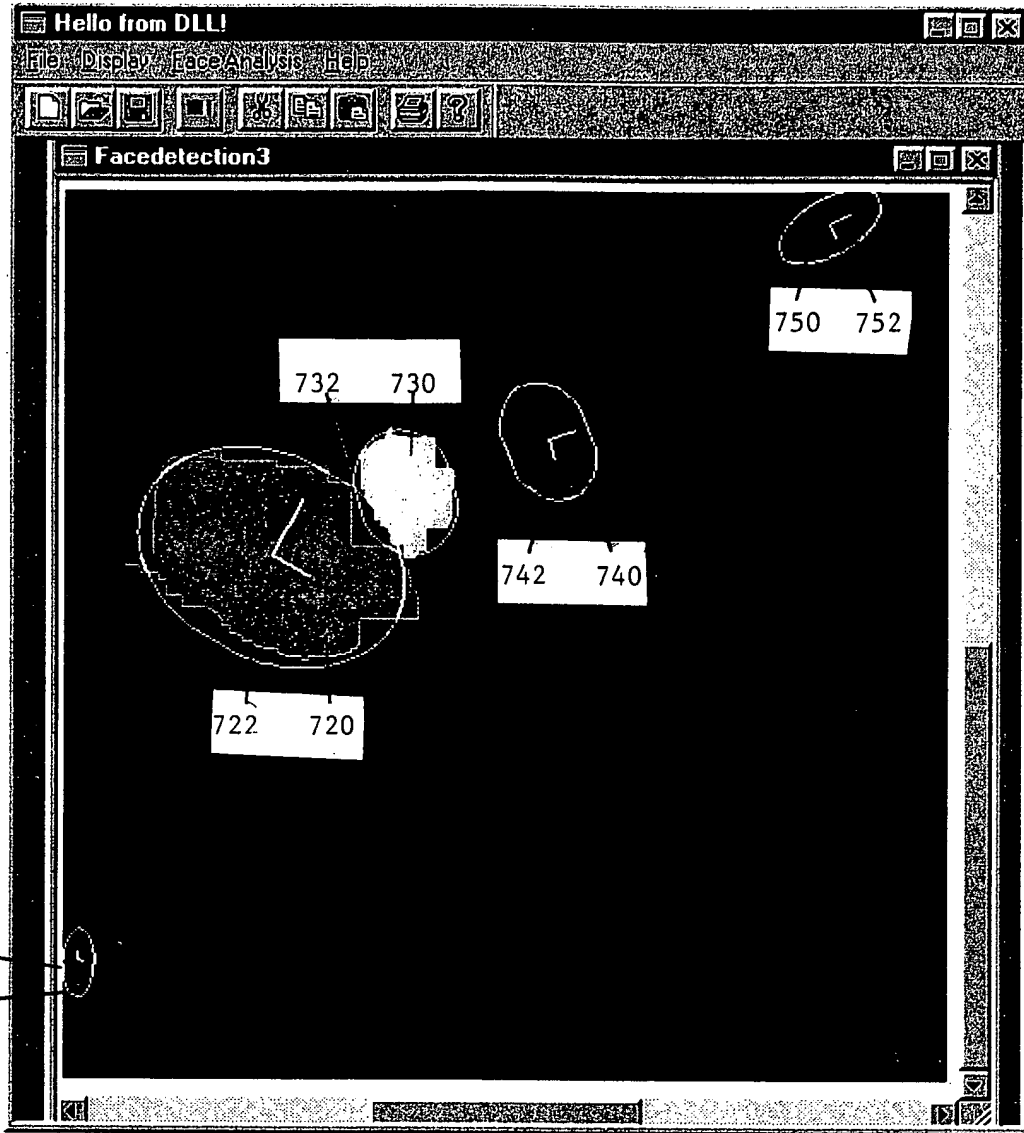 Hello from DLL!
File Display Face Analysis Help
Facedetection3
750 752
732 730
742 740
722 720